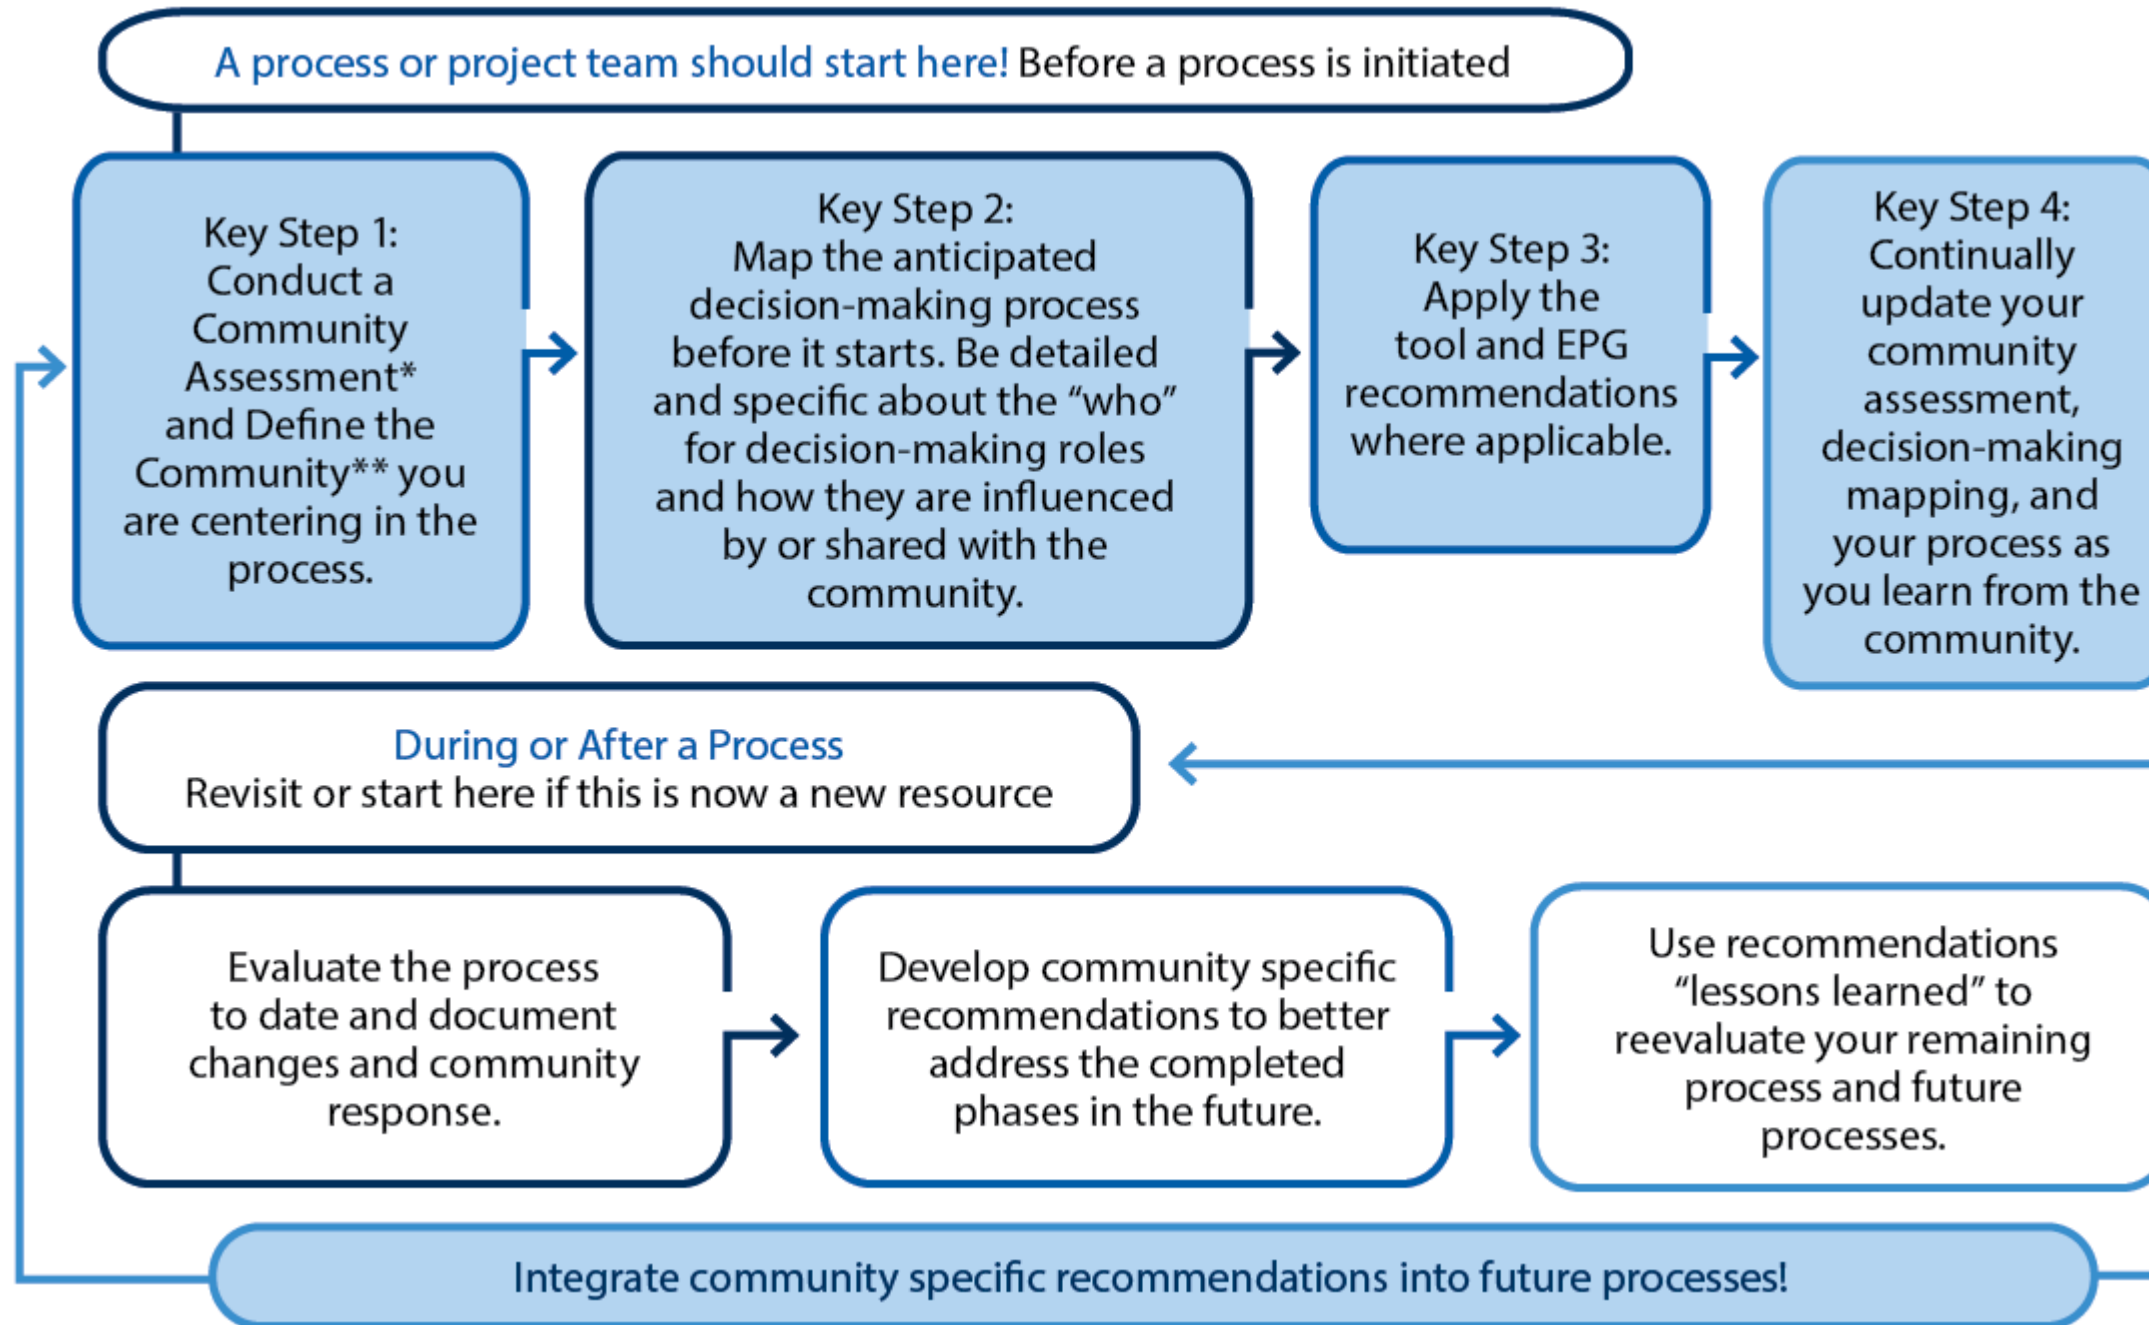 A process or project team should start here! Before a process is initiated
Key Step 1:
Conduct a
Community
Assessment*
and Define the
Community** you
are centering in the
process.
Key Step 2:
Map the anticipated
decision-making process
before it starts. Be detailed
and specific about the “who”
for decision-making roles
and how they are influenced
by or shared with the
community.
Key Step 3:
Apply the
tool and EPG
recommendations
where applicable.
Key Step 4:
Continually
update your
community
assessment,
decision-making
mapping, and
your process as
you learn from the
community.
During or After a Process
Revisit or start here if this is now a new resource
Evaluate the process
to date and document
changes and community
response.
Develop community specific
recommendations to better
address the completed
phases in the future.
Use recommendations
“lessons learned” to
reevaluate your remaining
process and future
processes.
Integrate community specific recommendations into future processes!